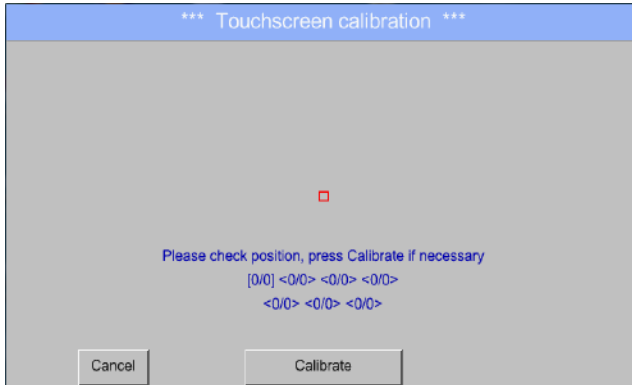 *** Touchscreen calibration ***
Please check position, press Calibrate if necessary
[0/0] <0/0> <0/0> <0/0>
<0/0> <0/0> <0/0>
Cancel Calibrate